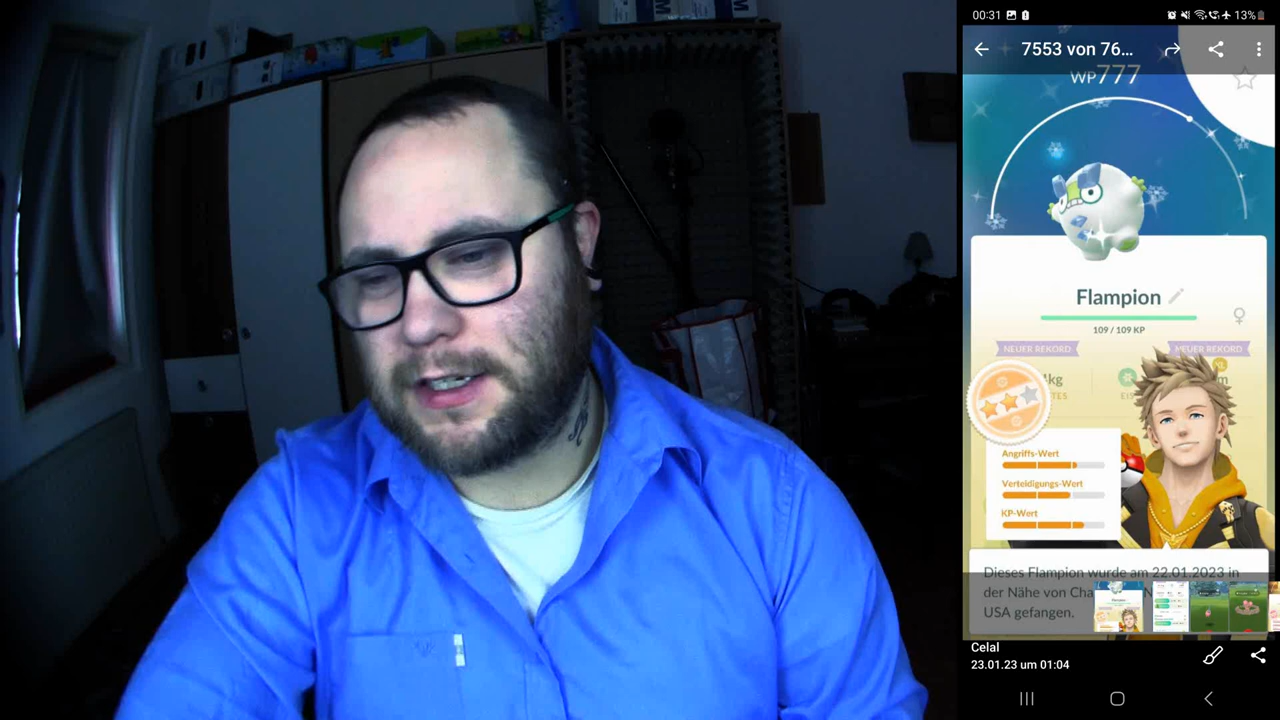 00:31
13%
7553 von 76...
WP777
Flampion
109 / 109 KP
NEUER REKORD
NEUER REKORD
kg
m
Angriffs-Wert
Verteidigungs-Wert
KP-Wert
Dieses Flampion wurde am 22.01.2023 in
der Nähe von Cha
USA gefangen.
Celal
23.01.23 um 01:04